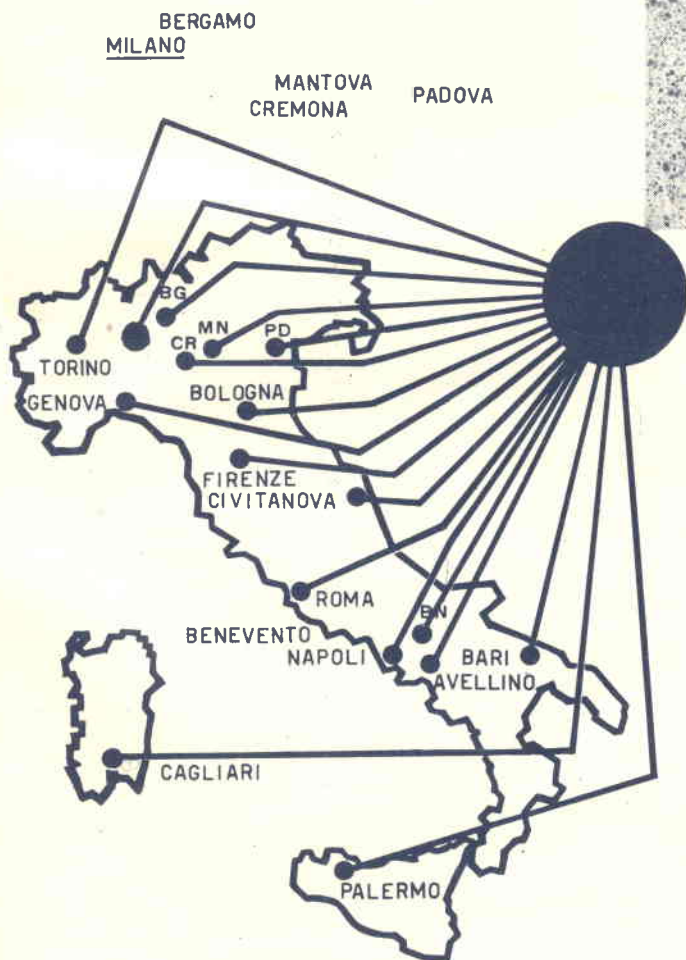 BERGAMO
MILANO
MANTOVA PADOVA
CREMONA
BG
MN PD
CR
TORINO
GENOVA BOLOGNA
FIRENZE
CIVITANOVA
ROMA BN
BENEVENTO
NAPOLI BARI
AVELLINO
CAGLIARI
PALERMO